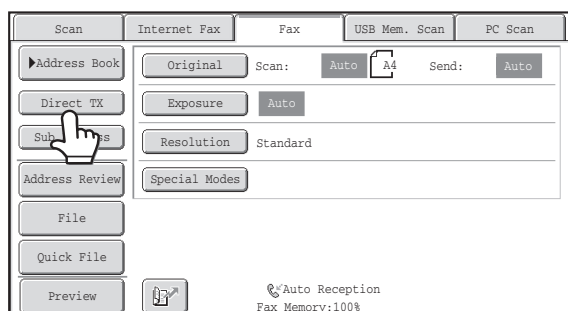 Scan Internet Fax Fax USB Mem. Scan PC Scan
Address Book Original Scan: Auto A4 Send: Auto
Direct TX Exposure Auto
Sub Resolution Standard
Address Review Special Modes
File
Quick File
Preview Auto Reception
Fax Memory:100%